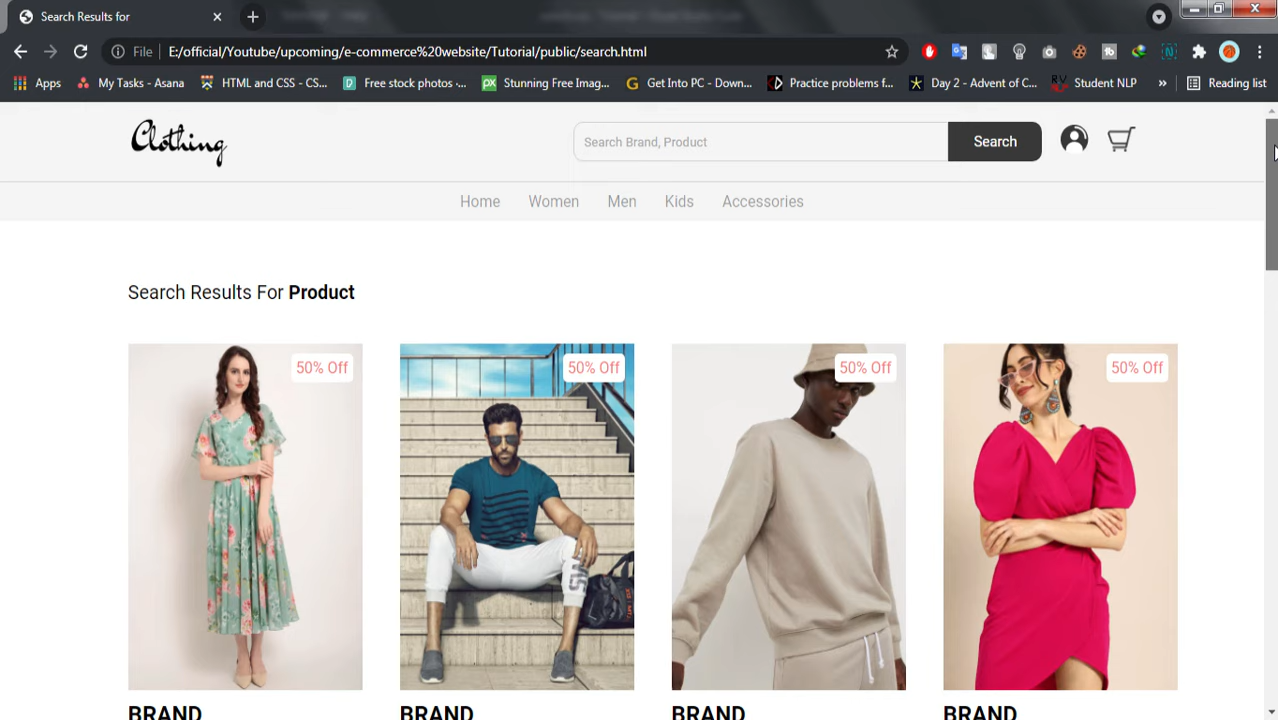 Search Results for
File E:/official/Youtube/upcoming/e-commerce%20website/Tutorial/public/search.html
Apps My Tasks - Asana HTML and CSS - CS... Free stock photos ·... Stunning Free Imag... Get Into PC - Down... Practice problems f... Day 2 - Advent of C... Student NLP » Reading list
Clothing
Search Brand, Product
Search
Home Women Men Kids Accessories
Search Results For Product
50% Off 50% Off 50% Off 50% Off
BRAND BRAND BRAND BRAND